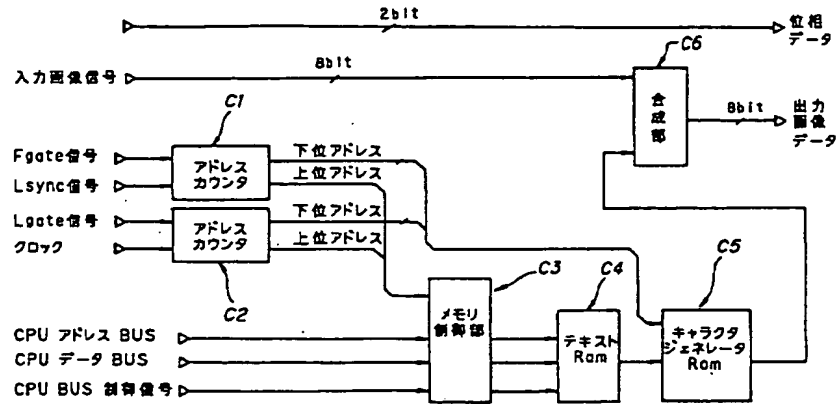 2bit
位相
データ
C6
入力画像信号
8bit
合成部
8bit
出力
画像
データ
C1
Fgate信号
Lsync信号
アドレス
カウンタ
下位アドレス
上位アドレス
Lgate信号
クロック
アドレス
カウンタ
下位アドレス
上位アドレス
C2
C3
C4
C5
メモリ
制御部
テキスト
Ram
キャラクタ
ジェネレータ
Rom
CPU アドレス BUS
CPU データ BUS
CPU BUS 制御信号